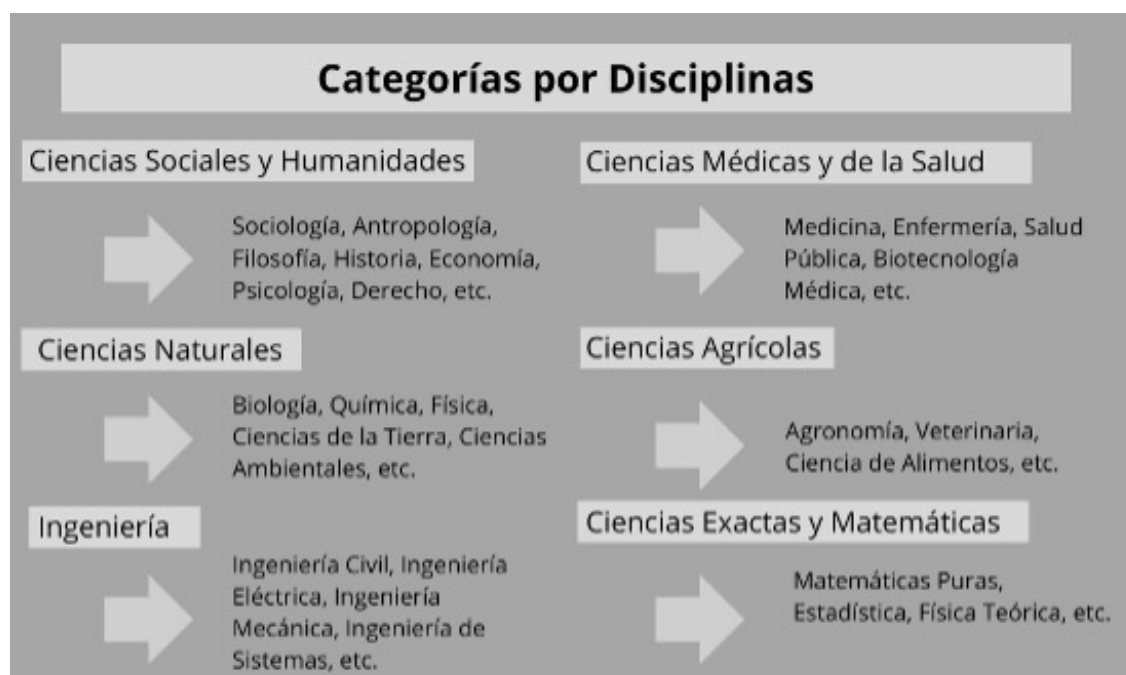 Categorías por Disciplinas
Ciencias Sociales y Humanidades
Sociología, Antropología,
Filosofía, Historia, Economía,
Psicología, Derecho, etc.
Ciencias Naturales
Biología, Química, Física,
Ciencias de la Tierra, Ciencias
Ambientales, etc.
Ingeniería
Ingeniería Civil, Ingeniería
Eléctrica, Ingeniería
Mecánica, Ingeniería de
Sistemas, etc.
Ciencias Médicas y de la Salud
Medicina, Enfermería, Salud
Pública, Biotecnología
Médica, etc.
Ciencias Agrícolas
Agronomía, Veterinaria,
Ciencia de Alimentos, etc.
Ciencias Exactas y Matemáticas
Matemáticas Puras,
Estadística, Física Teórica, etc.